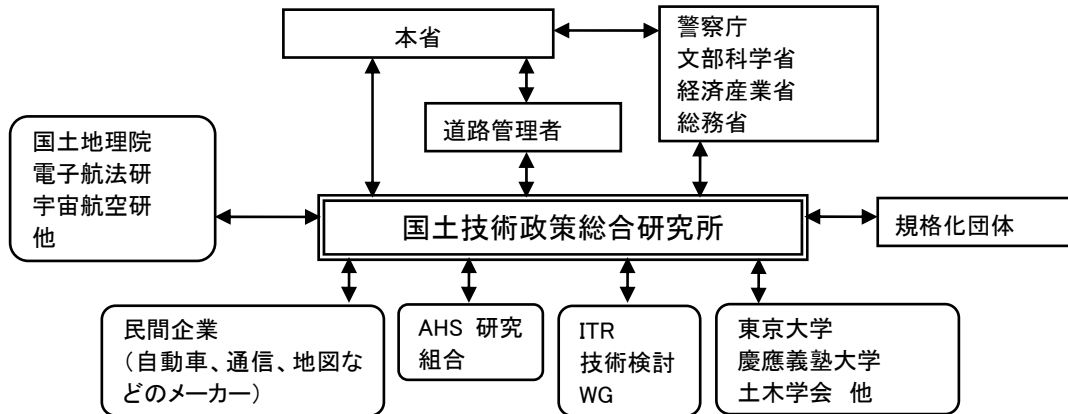 本省
警察庁
文部科学省
経済産業省
総務省
道路管理者
国土地理院
電子航法研
宇宙航空研
他
国土技術政策総合研究所
規格化団体
民間企業
（自動車、通信、地図な
どのメーカー）
AHS 研究
組合
ITR
技術検討
WG
東京大学
慶應義塾大学
土木学会 他